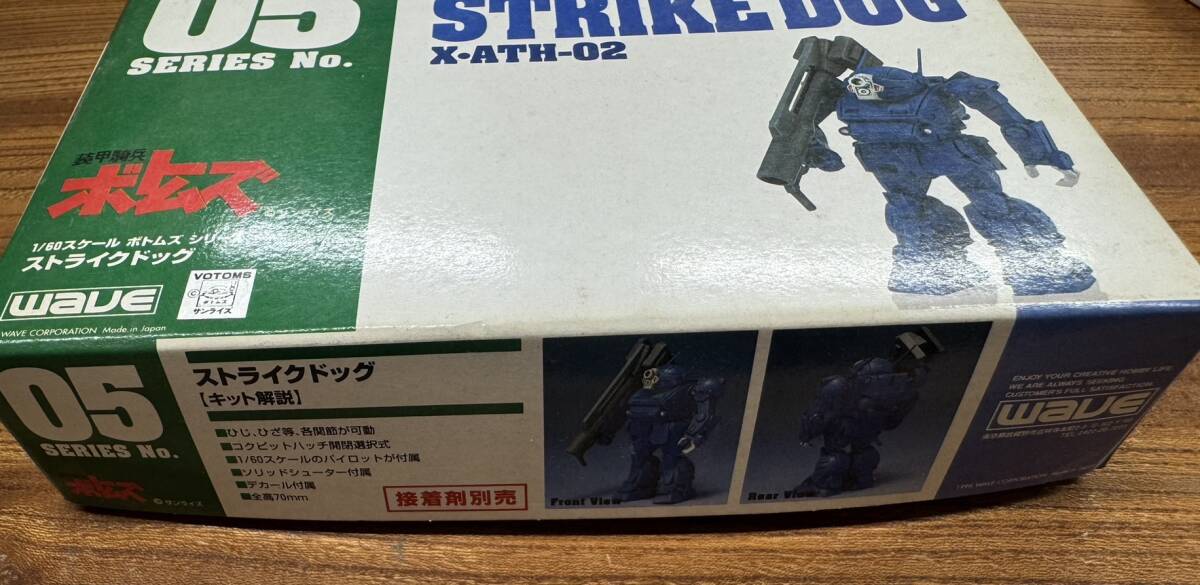 05
SERIES No.
STRIKE DOG
X・ATH-02
装甲騎兵
ボトムズ
1/60スケール ボトムズ シリーズ
ストライクドッグ
wave
VOTOMS
©
ボトムズ
サンライズ
WAVE CORPORATION Made in Japan
05
SERIES No.
ボトムズ
©サンライズ
ストライクドッグ
【キット解説】
■ひじ、ひざ等、各関節が可動
■コクピットハッチ開閉選択式
■1/60スケールのパイロットが付属
■ソリッドシューター付属
■デカール付属
■全高70mm
接着剤別売
Front View
Rear View
ENJOY YOUR CREATIVE HOBBY LIFE
WE ARE ALWAYS SEEKING
CUSTOMER'S FULL SATISFACTION.
wave
WAVE CORPORATION